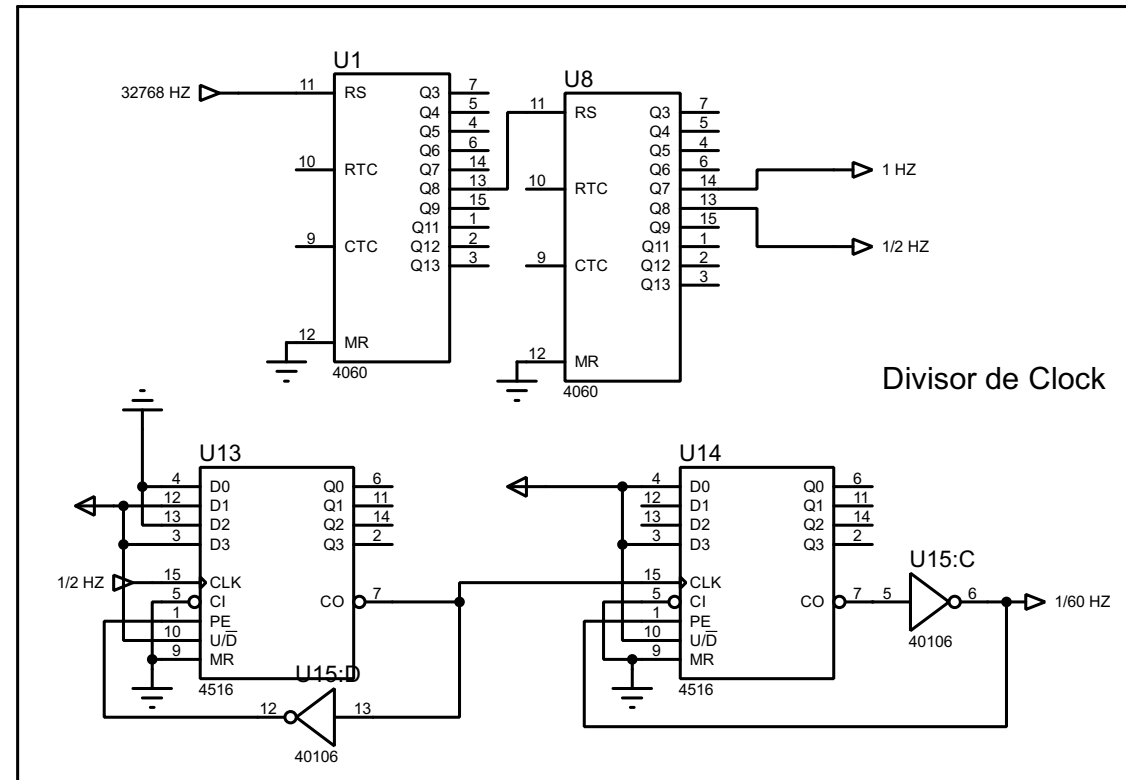 U1
32768 HZ
11 RS Q3 7
Q4 5
Q5 4
Q6 6
10 RTC Q7 14
Q8 13
Q9 15
Q11 1
9 CTC Q12 2
Q13 3
12 MR
4060
U8
11 RS Q3 7
Q4 5
Q5 4
Q6 6
10 RTC Q7 14
1 HZ
Q8 13
Q9 15
Q11 1
1/2 HZ
9 CTC Q12 2
Q13 3
12 MR
4060
Divisor de Clock
U13
4 D0 Q0 6
12 D1 Q1 11
13 D2 Q2 14
3 D3 Q3 2
1/2 HZ 15 CLK
5 CI CO 7
1 PE
10 U/D̅
9 MR
4516
U15:D
12 13
40106
U14
4 D0 Q0 6
12 D1 Q1 11
13 D2 Q2 14
3 D3 Q3 2
15 CLK
5 CI CO 7
1 PE
10 U/D̅
9 MR
4516
U15:C
5 6
40106
1/60 HZ